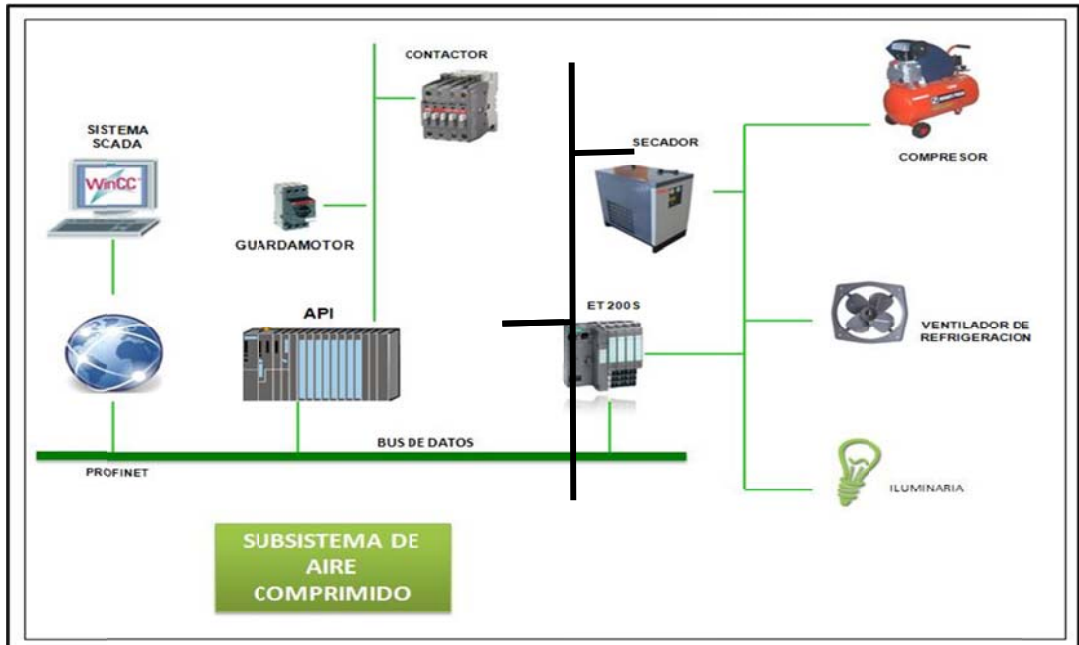 CONTACTOR
SISTEMA
SCADA
WinCC
SECADOR
COMPRESOR
GUARDAMOTOR
API
ET 200 S
VENTILADOR DE
REFRIGERACION
BUS DE DATOS
PROFINET
ILUMINARIA
SUBSISTEMA DE
AIRE
COMPRIMIDO